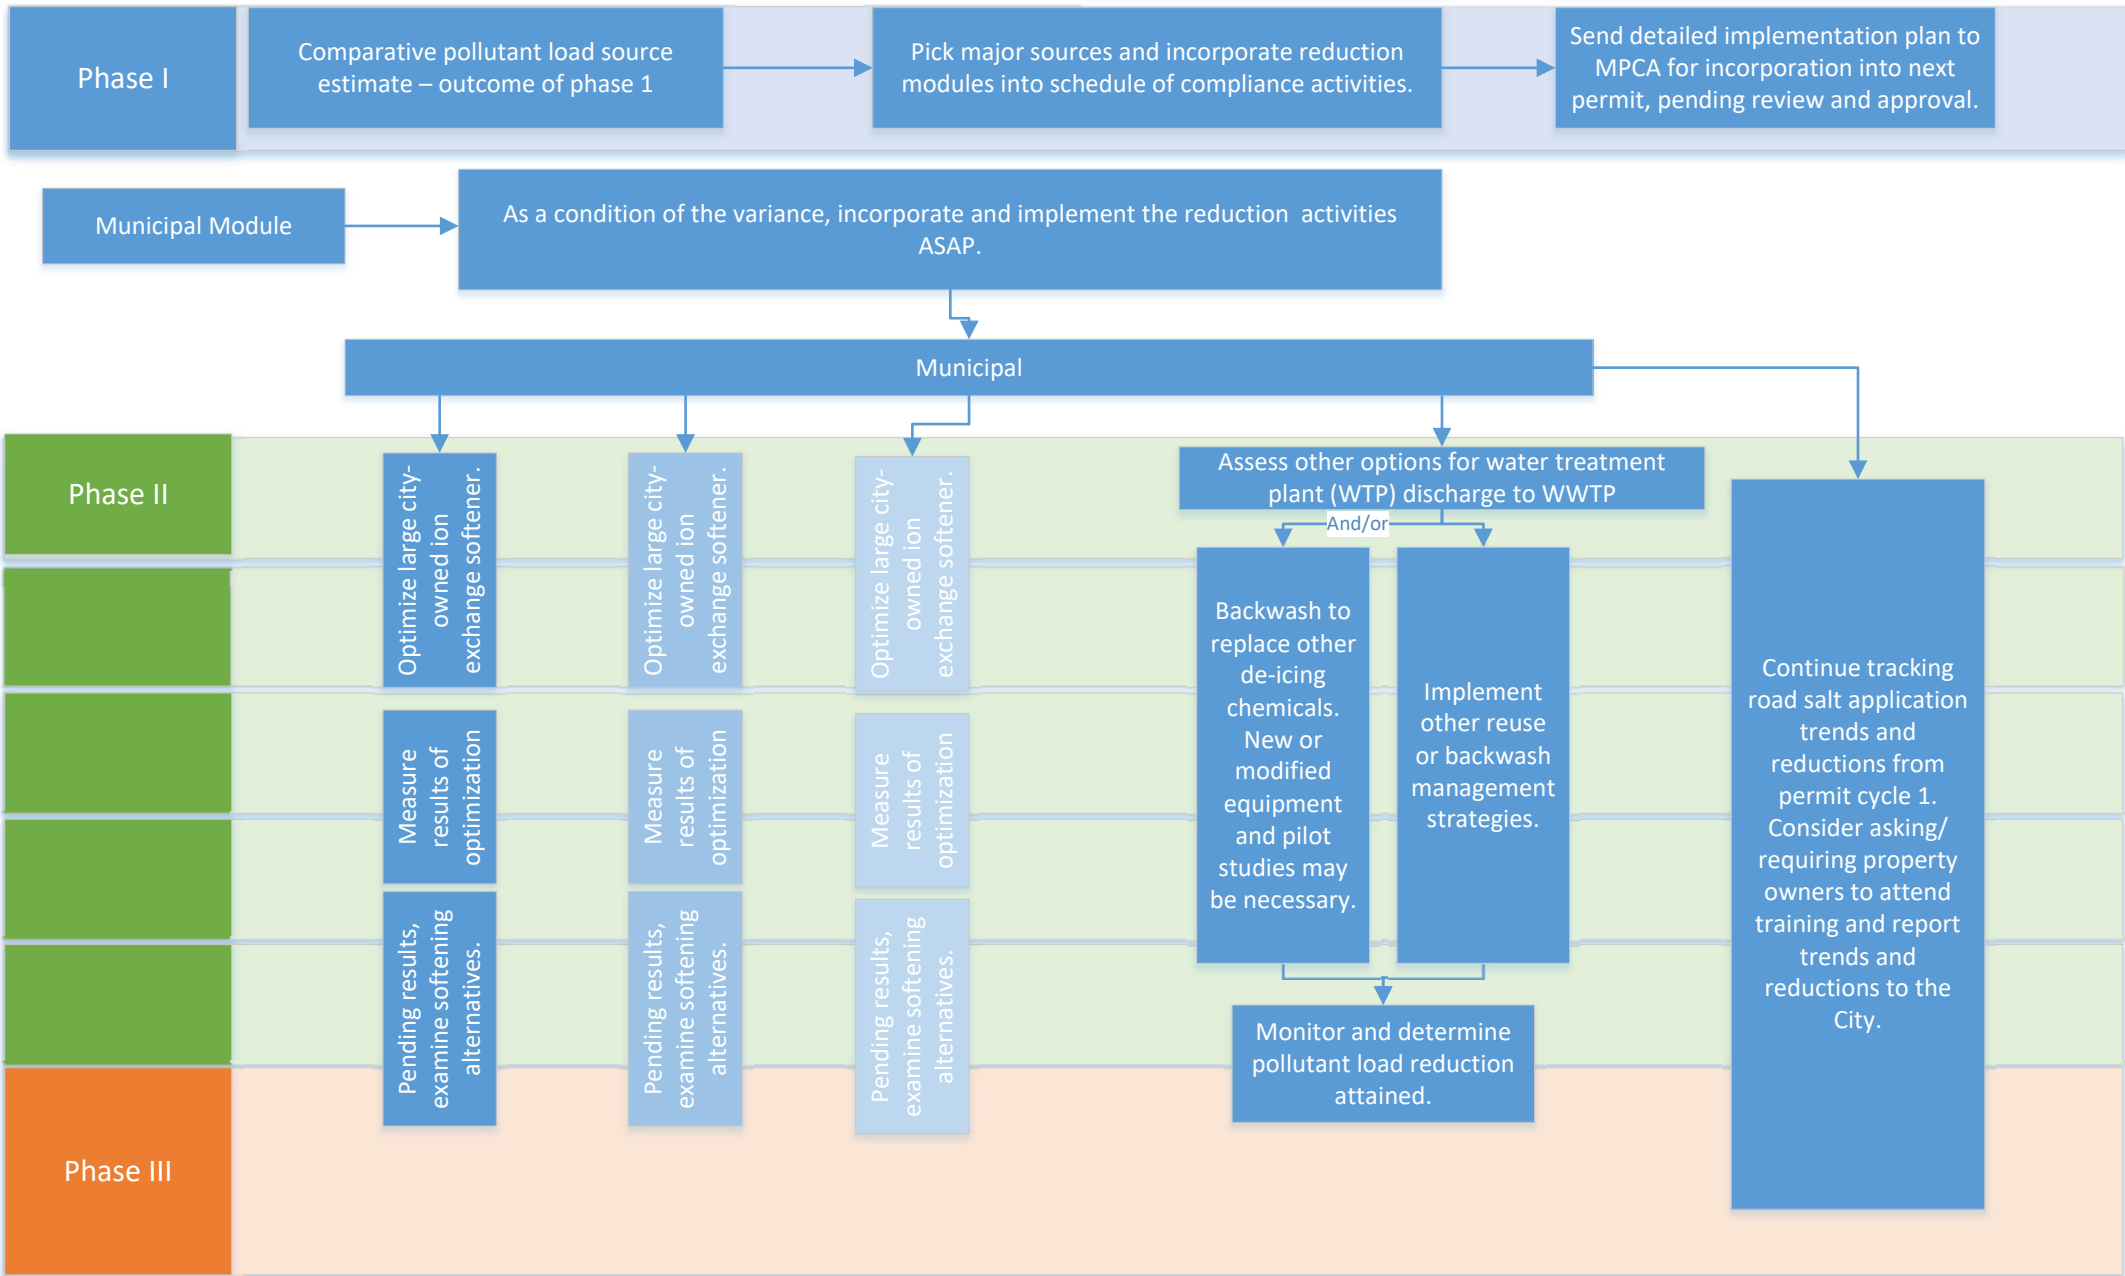 Phase I
Comparative pollutant load source
estimate – outcome of phase 1
Pick major sources and incorporate reduction
modules into schedule of compliance activities.
Send detailed implementation plan to
MPCA for incorporation into next
permit, pending review and approval.
Municipal Module
As a condition of the variance, incorporate and implement the reduction activities
ASAP.
Municipal
Phase II
Optimize large city-
owned ion
exchange softener.
Optimize large city-
owned ion
exchange softener.
Optimize large city-
owned ion
exchange softener.
Assess other options for water treatment
plant (WTP) discharge to WWTP
And/or
Backwash to
replace other
de-icing
chemicals.
New or
modified
equipment
and pilot
studies may
be necessary.
Implement
other reuse
or backwash
management
strategies.
Continue tracking
road salt application
trends and
reductions from
permit cycle 1.
Consider asking/
requiring property
owners to attend
training and report
trends and
reductions to the
City.
Measure
results of
optimization
Measure
results of
optimization
Measure
results of
optimization
Pending results,
examine softening
alternatives.
Pending results,
examine softening
alternatives.
Pending results,
examine softening
alternatives.
Monitor and determine
pollutant load reduction
attained.
Phase III